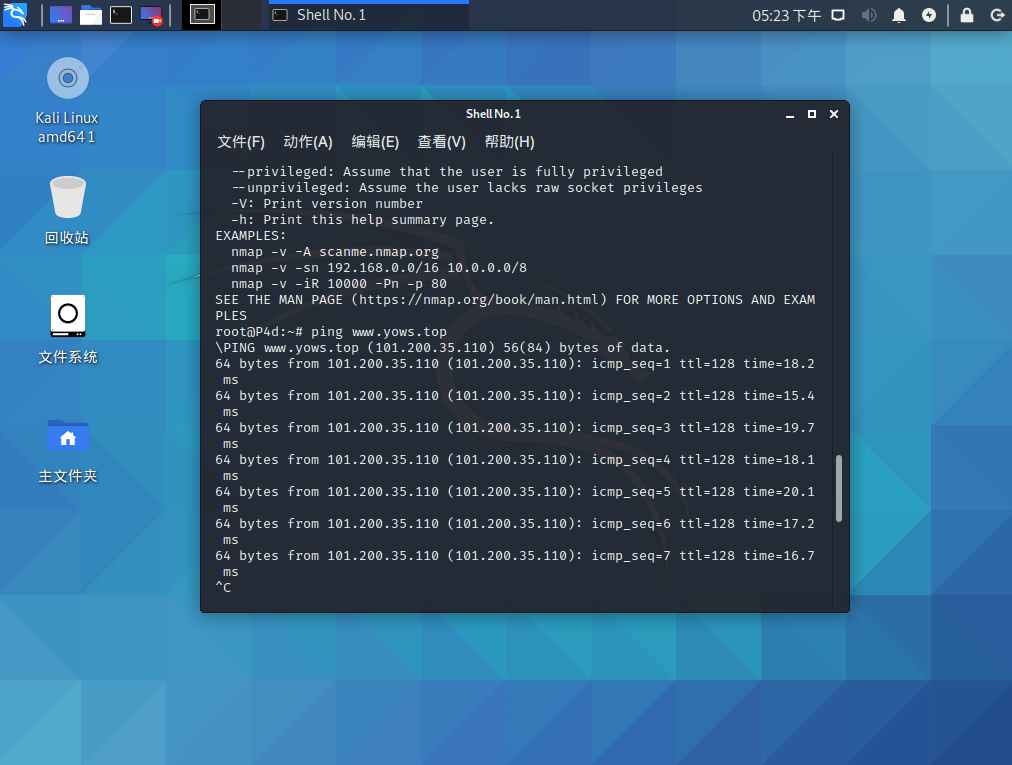 Shell No. 1
05:23 下午
Kali Linux
amd64 1
回收站
文件系统
主文件夹
Shell No. 1
文件(F) 动作(A) 编辑(E) 查看(V) 帮助(H)
--privileged: Assume that the user is fully privileged
--unprivileged: Assume the user lacks raw socket privileges
-V: Print version number
-h: Print this help summary page.
EXAMPLES:
nmap -v -A scanme.nmap.org
nmap -v -sn 192.168.0.0/16 10.0.0.0/8
nmap -v -iR 10000 -Pn -p 80
SEE THE MAN PAGE (https://nmap.org/book/man.html) FOR MORE OPTIONS AND EXAM
PLES
root@P4d:~# ping www.yows.top
\PING www.yows.top (101.200.35.110) 56(84) bytes of data.
64 bytes from 101.200.35.110 (101.200.35.110): icmp_seq=1 ttl=128 time=18.2
ms
64 bytes from 101.200.35.110 (101.200.35.110): icmp_seq=2 ttl=128 time=15.4
ms
64 bytes from 101.200.35.110 (101.200.35.110): icmp_seq=3 ttl=128 time=19.7
ms
64 bytes from 101.200.35.110 (101.200.35.110): icmp_seq=4 ttl=128 time=18.1
ms
64 bytes from 101.200.35.110 (101.200.35.110): icmp_seq=5 ttl=128 time=20.1
ms
64 bytes from 101.200.35.110 (101.200.35.110): icmp_seq=6 ttl=128 time=17.2
ms
64 bytes from 101.200.35.110 (101.200.35.110): icmp_seq=7 ttl=128 time=16.7
ms
^C